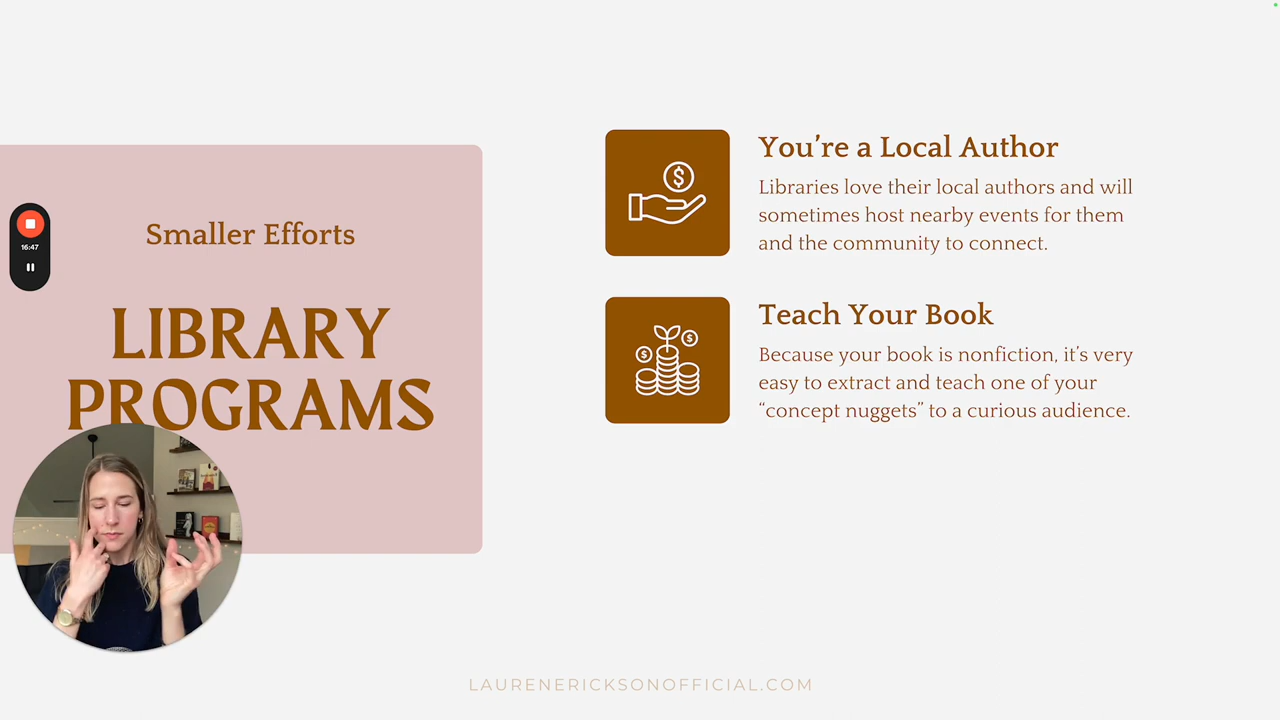 Smaller Efforts
LIBRARY
PROGRAMS
16:47
You’re a Local Author
Libraries love their local authors and will
sometimes host nearby events for them
and the community to connect.
Teach Your Book
Because your book is nonfiction, it’s very
easy to extract and teach one of your
“concept nuggets” to a curious audience.
LAURENERICKSONOFFICIAL.COM